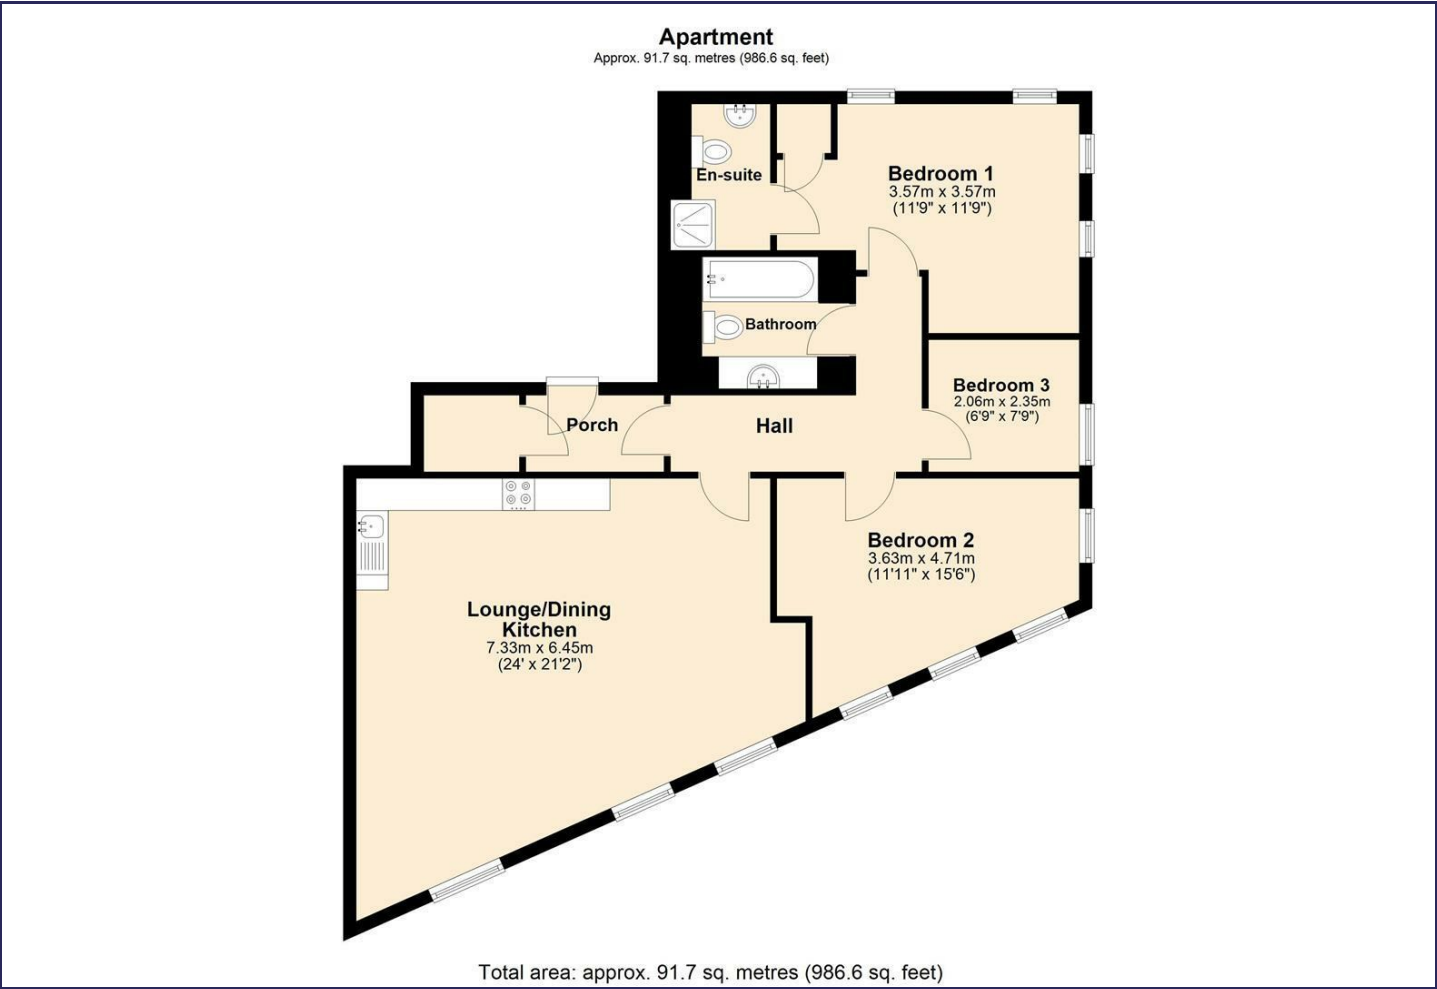 Apartment
Approx. 91.7 sq. metres (986.6 sq. feet)
En-suite
Bedroom 1
3.57m x 3.57m
(11'9" x 11'9")
Bathroom
Bedroom 3
2.06m x 2.35m
(6'9" x 7'9")
Porch
Hall
Bedroom 2
3.63m x 4.71m
(11'11" x 15'6")
Lounge/Dining
Kitchen
7.33m x 6.45m
(24' x 21'2")
Total area: approx. 91.7 sq. metres (986.6 sq. feet)